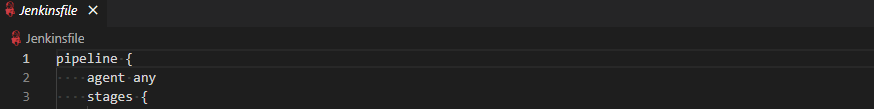 Jenkinsfile
Jenkinsfile
1 pipeline {
2     agent any
3     stages {